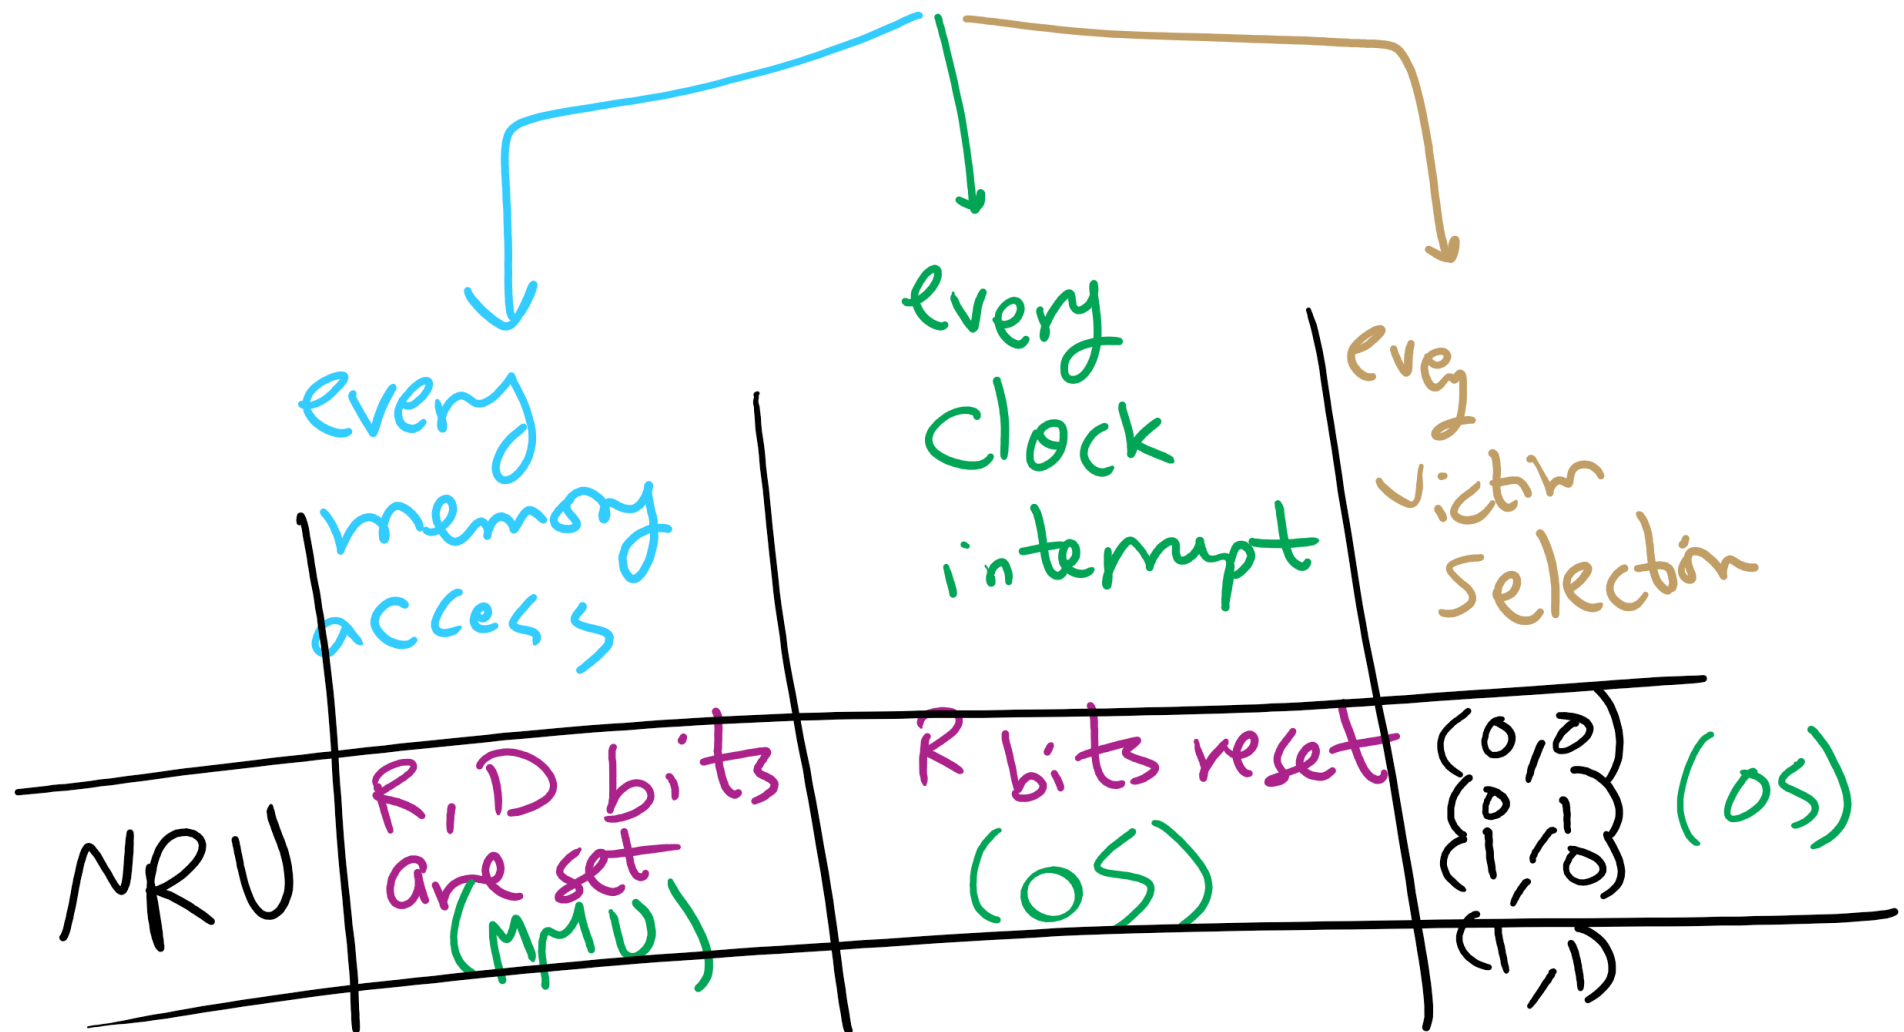 every
memory
access
every
clock
interrupt
every
victim
selection
NRU
R, D bits
are set
(MMU)
R bits reset
(OS)
(0,0)
(0,1)
(1,0)
(1,1)
(OS)